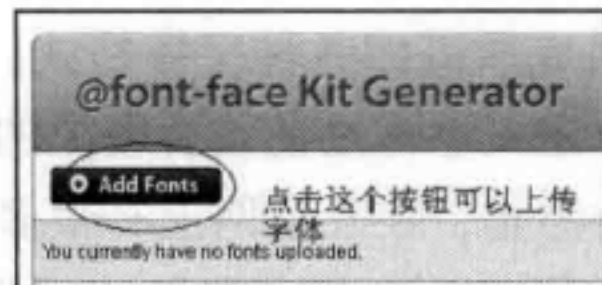 @font-face Kit Generator
Add Fonts
点击这个按钮可以上传
字体
You currently have no fonts uploaded.